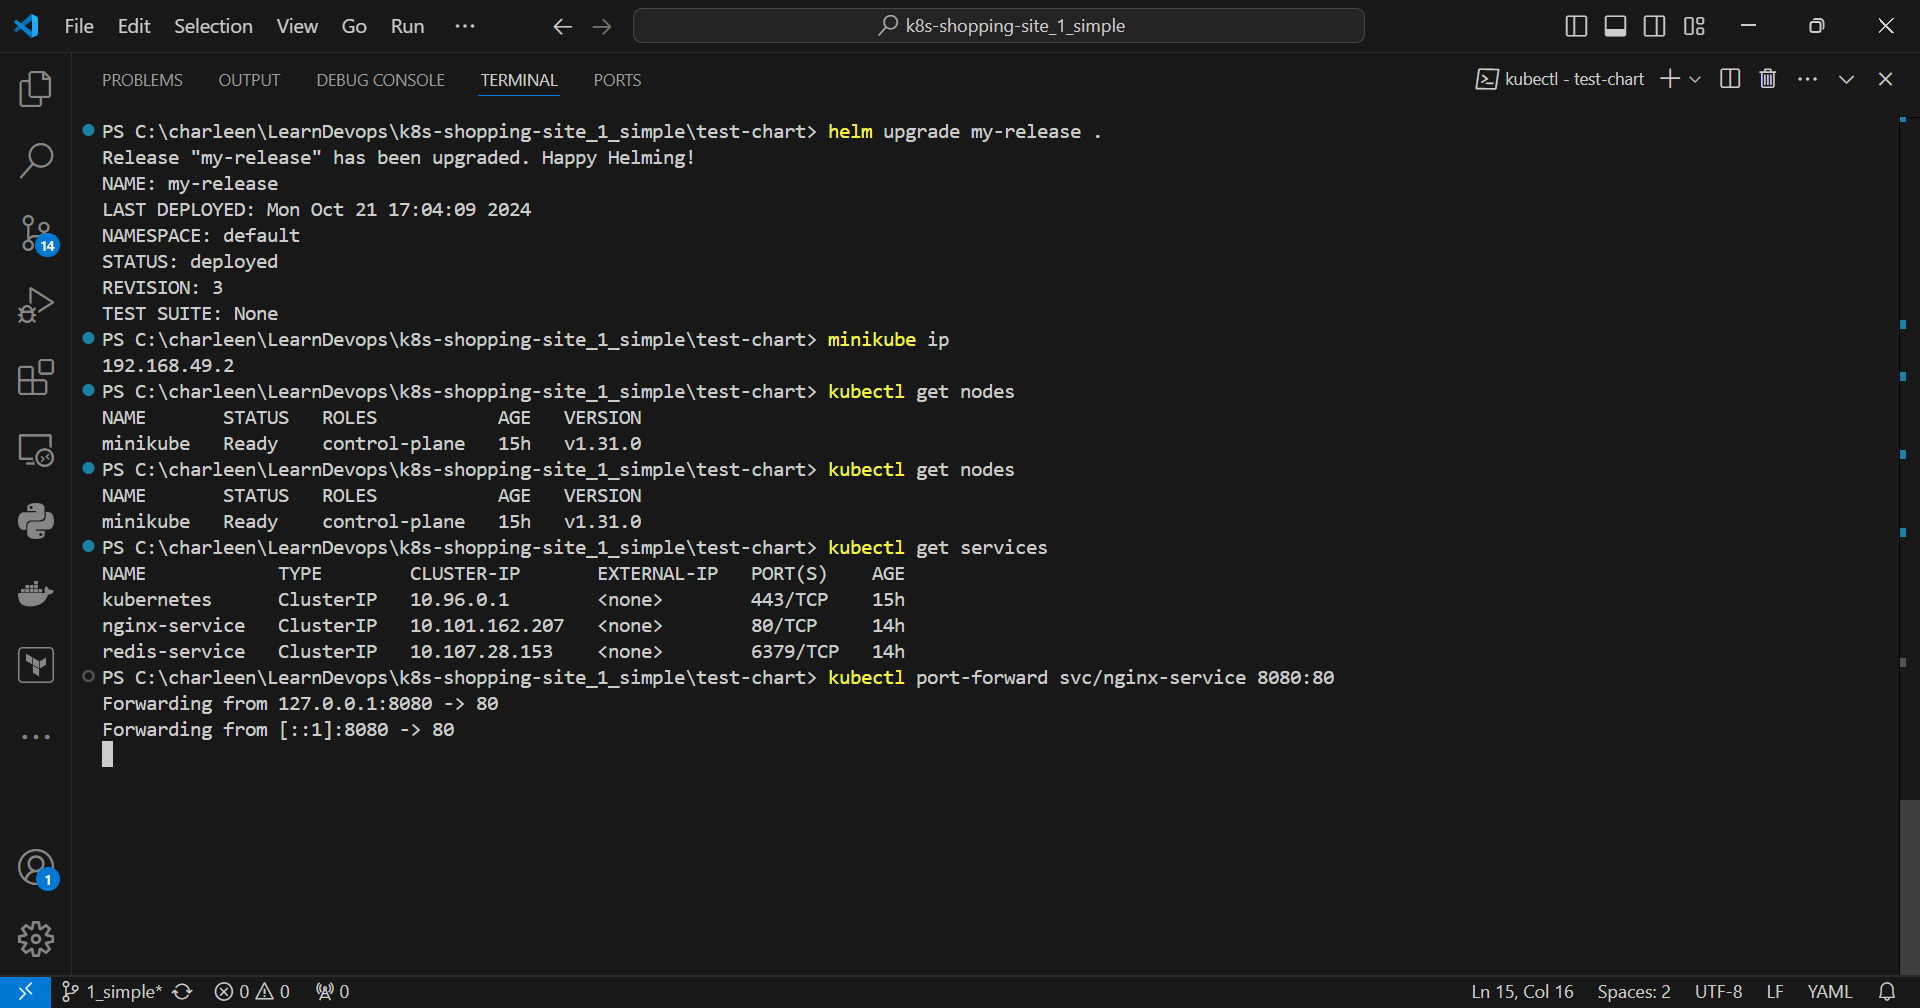 File Edit Selection View Go Run ··· k8s-shopping-site_1_simple
PROBLEMS OUTPUT DEBUG CONSOLE TERMINAL PORTS kubectl - test-chart
PS C:\charleen\LearnDevops\k8s-shopping-site_1_simple\test-chart> helm upgrade my-release .
Release "my-release" has been upgraded. Happy Helming!
NAME: my-release
LAST DEPLOYED: Mon Oct 21 17:04:09 2024
NAMESPACE: default
STATUS: deployed
REVISION: 3
TEST SUITE: None
PS C:\charleen\LearnDevops\k8s-shopping-site_1_simple\test-chart> minikube ip
192.168.49.2
PS C:\charleen\LearnDevops\k8s-shopping-site_1_simple\test-chart> kubectl get nodes
NAME STATUS ROLES AGE VERSION
minikube Ready control-plane 15h v1.31.0
PS C:\charleen\LearnDevops\k8s-shopping-site_1_simple\test-chart> kubectl get nodes
NAME STATUS ROLES AGE VERSION
minikube Ready control-plane 15h v1.31.0
PS C:\charleen\LearnDevops\k8s-shopping-site_1_simple\test-chart> kubectl get services
NAME TYPE CLUSTER-IP EXTERNAL-IP PORT(S) AGE
kubernetes ClusterIP 10.96.0.1 <none> 443/TCP 15h
nginx-service ClusterIP 10.101.162.207 <none> 80/TCP 14h
redis-service ClusterIP 10.107.28.153 <none> 6379/TCP 14h
PS C:\charleen\LearnDevops\k8s-shopping-site_1_simple\test-chart> kubectl port-forward svc/nginx-service 8080:80
Forwarding from 127.0.0.1:8080 -> 80
Forwarding from [::1]:8080 -> 80
14
1
1_simple* 0 0 0 Ln 15, Col 16 Spaces: 2 UTF-8 LF YAML